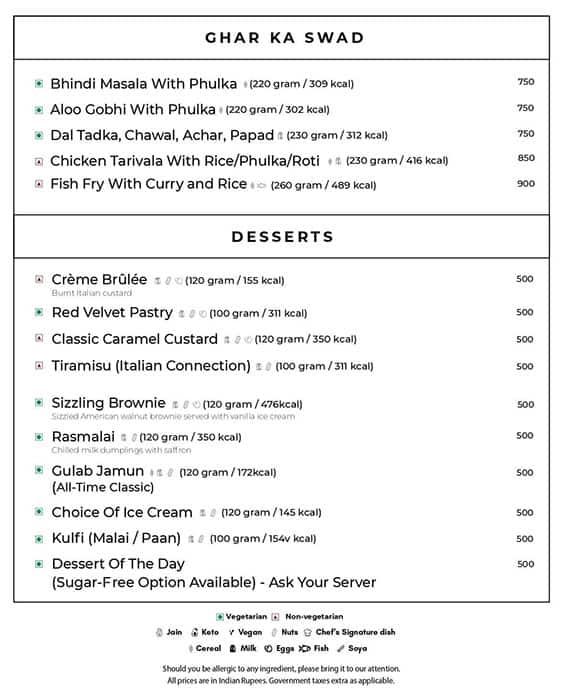 GHAR KA SWAD
Bhindi Masala With Phulka (220 gram / 309 kcal) 750
Aloo Gobhi With Phulka (220 gram / 302 kcal) 750
Dal Tadka, Chawal, Achar, Papad (230 gram / 312 kcal) 750
Chicken Tarivala With Rice/Phulka/Roti (230 gram / 416 kcal) 850
Fish Fry With Curry and Rice (260 gram / 489 kcal) 900
DESSERTS
Crème Brûlée (120 gram / 155 kcal) 500
Burnt Italian custard
Red Velvet Pastry (100 gram / 311 kcal) 500
Classic Caramel Custard (120 gram / 350 kcal) 500
Tiramisu (Italian Connection) (100 gram / 311 kcal) 500
Sizzling Brownie (120 gram / 476kcal) 500
Sizzled American walnut brownie served with vanilla ice cream
Rasmalai (120 gram / 350 kcal) 500
Chilled milk dumplings with saffron
Gulab Jamun (120 gram / 172kcal) 500
(All-Time Classic)
Choice Of Ice Cream (120 gram / 145 kcal) 500
Kulfi (Malai / Paan) (100 gram / 154v kcal) 500
Dessert Of The Day 500
(Sugar-Free Option Available) - Ask Your Server
Vegetarian Non-vegetarian
Jain Keto Vegan Nuts Chef's Signature dish
Cereal Milk Eggs Fish Soya
Should you be allergic to any ingredient, please bring it to our attention.
All prices are in Indian Rupees. Government taxes extra as applicable.